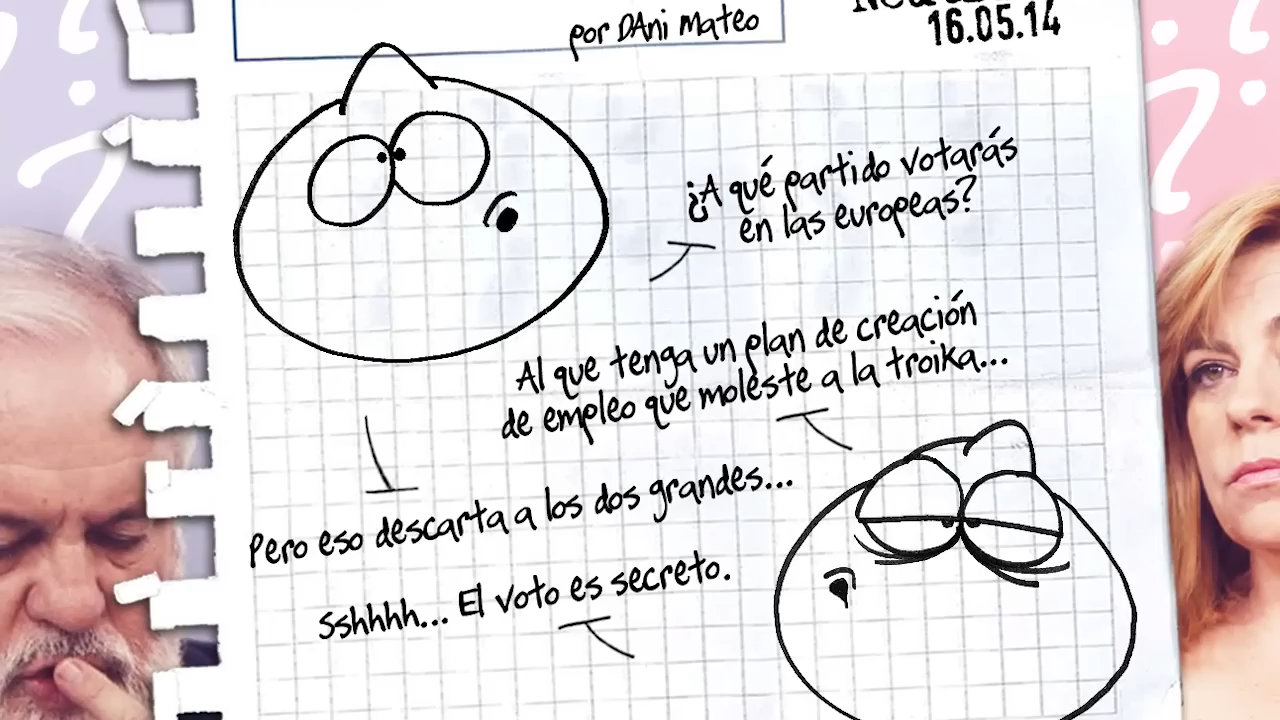 por DAni Mateo
16.05.14
¿A qué partido votarás
en las europeas?
Al que tenga un plan de creación
de empleo que moleste a la troika...
Pero eso descarta a los dos grandes...
Sshhhh... El voto es secreto.